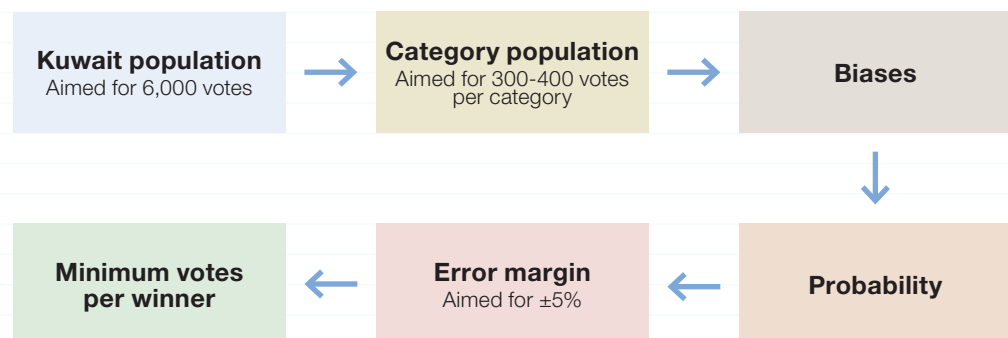 Kuwait population
Aimed for 6,000 votes
Category population
Aimed for 300-400 votes
per category
Biases
Probability
Error margin
Aimed for ±5%
Minimum votes
per winner